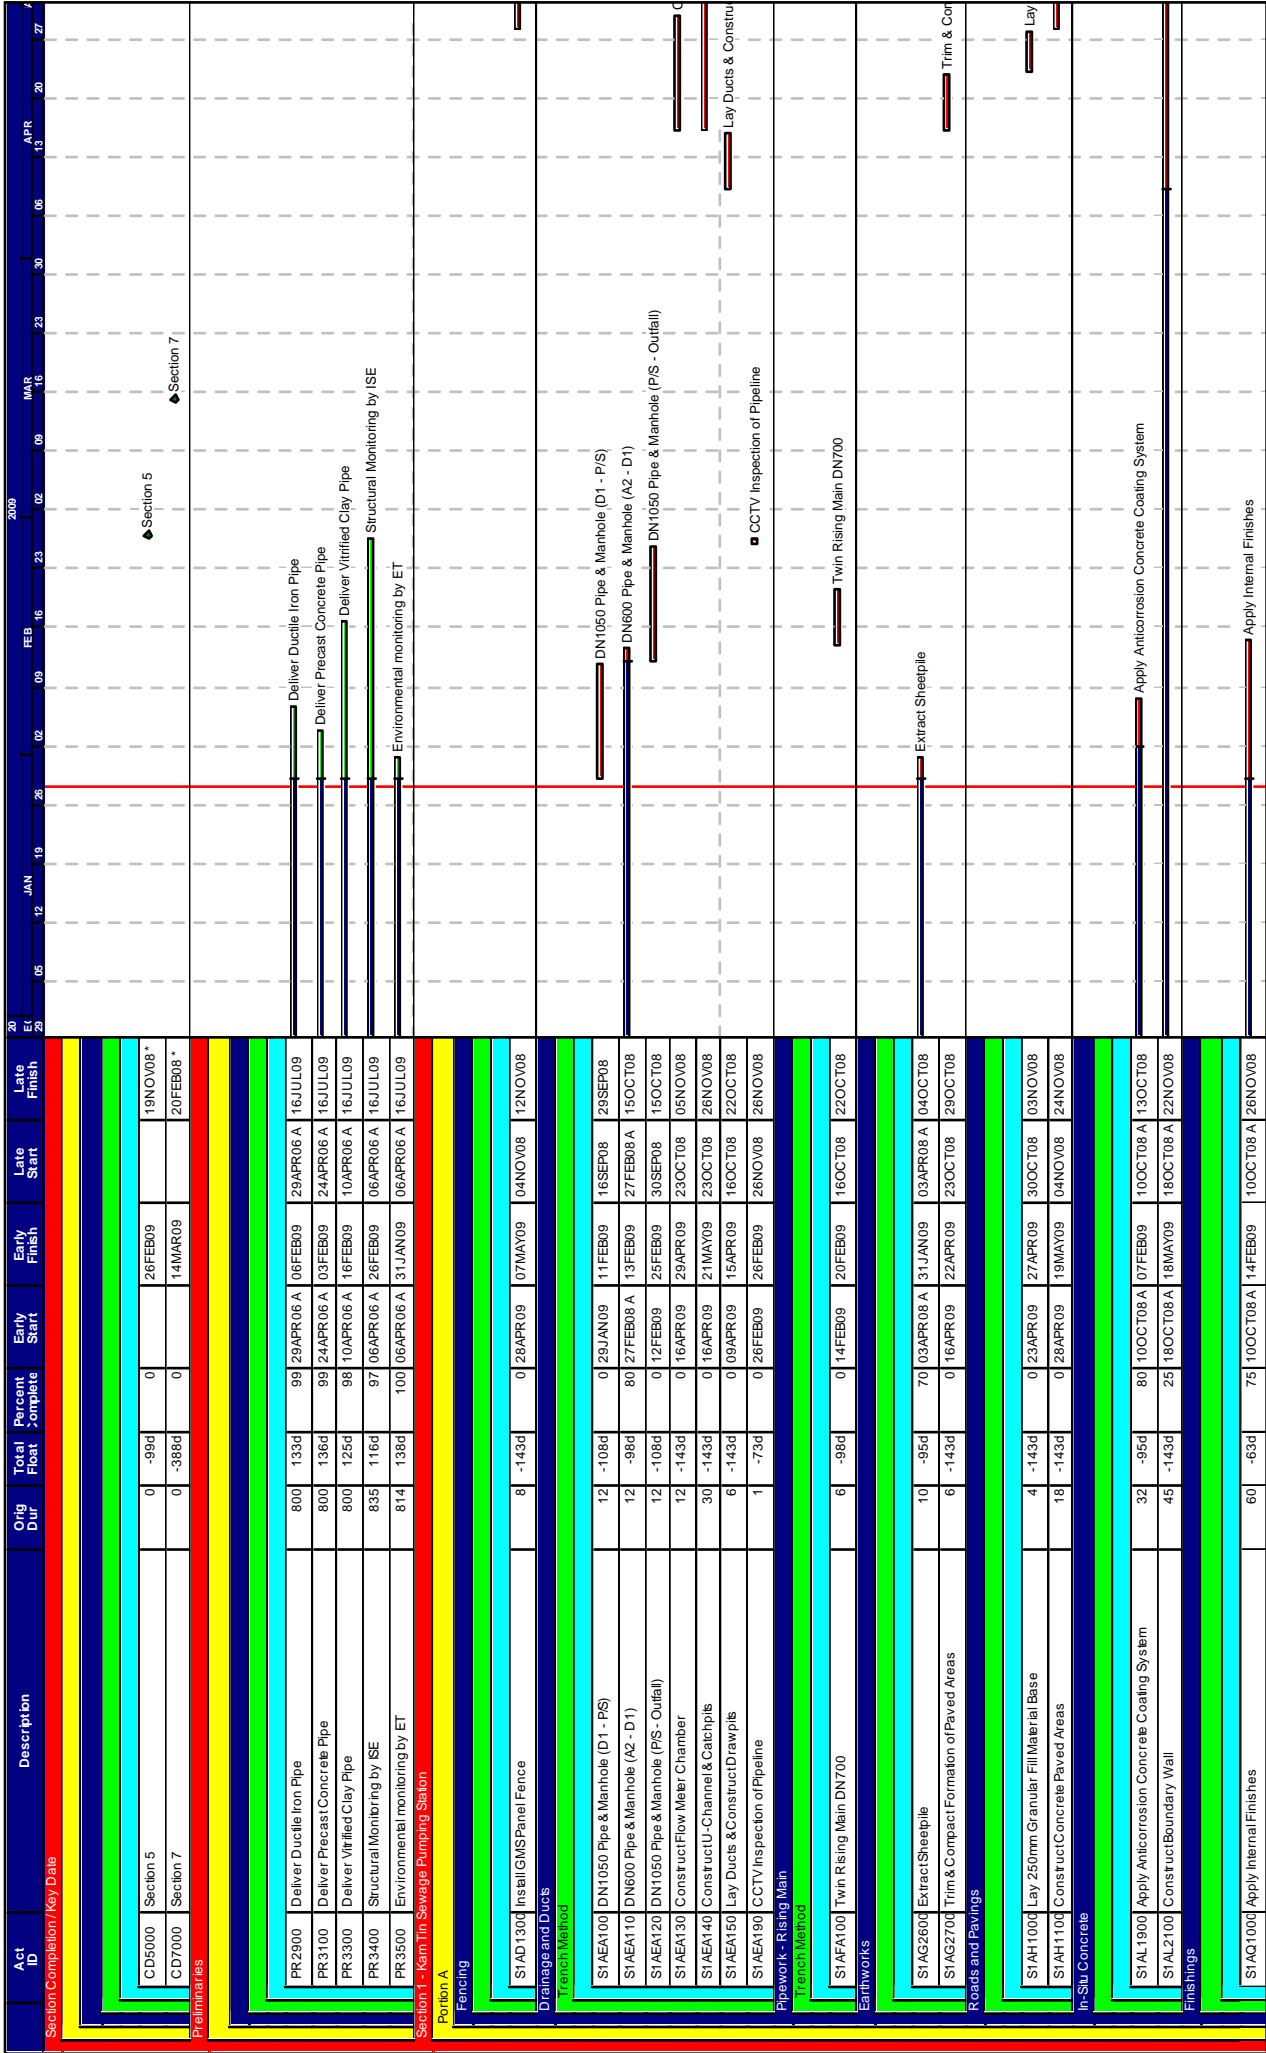 Act ID Description Orig Dur Total Float Percent Complete Early Start Early Finish Late Start Late Finish
20 2009
JAN FEB MAR APR
29 05 12 19 26 02 09 16 23 02 09 16 23 30 06 13 20 27
Section Completion / Key Date
CD5000 Section 5 0 -99d 0 26FEB09 19NOV08 * Section 5
CD7000 Section 7 0 -388d 0 14MAR09 20FEB08 * Section 7
Preliminaries
PR2900 Deliver Ductile Iron Pipe 800 133d 99 29APR06 A 06FEB09 29APR06 A 16JUL09 Deliver Ductile Iron Pipe
PR3100 Deliver Precast Concrete Pipe 800 136d 99 24APR06 A 03FEB09 24APR06 A 16JUL09 Deliver Precast Concrete Pipe
PR3300 Deliver Vitrified Clay Pipe 800 125d 98 10APR06 A 16FEB09 10APR06 A 16JUL09 Deliver Vitrified Clay Pipe
PR3400 Structural Monitoring by ISE 835 116d 97 06APR06 A 26FEB09 06APR06 A 16JUL09 Structural Monitoring by ISE
PR3500 Environmental monitoring by ET 814 138d 100 06APR06 A 31JAN09 06APR06 A 16JUL09 Environmental monitoring by ET
Section 1 - Kam Tin Sewage Pumping Station
Portion A
Fencing
S1AD1300 Install GMS Panel Fence 8 -143d 0 28APR09 07MAY09 04NOV08 12NOV08
Drainage and Ducts
Trench Method
S1AEA100 DN1050 Pipe & Manhole (D1 - P/S) 12 -108d 0 29JAN09 11FEB09 16SEP08 29SEP08 DN1050 Pipe & Manhole (D1 - P/S)
S1AEA110 DN600 Pipe & Manhole (A2 - D1) 12 -98d 80 27FEB08 A 13FEB09 27FEB08 A 15OCT08 DN600 Pipe & Manhole (A2 - D1)
S1AEA120 DN1050 Pipe & Manhole (P/S - Outfall) 12 -108d 0 12FEB09 25FEB09 30SEP08 15OCT08 DN1050 Pipe & Manhole (P/S - Outfall)
S1AEA130 Construct Flow Meter Chamber 12 -143d 0 16APR09 29APR09 23OCT08 05NOV08 C
S1AEA140 Construct U-Channel & Catchpits 30 -143d 0 16APR09 21MAY09 23OCT08 26NOV08
S1AEA150 Lay Ducts & Construct Drawpits 6 -143d 0 09APR09 15APR09 16OCT08 22OCT08 Lay Ducts & Constru
S1AEA190 CCTV Inspection of Pipeline 1 -73d 0 26FEB09 26FEB09 26NOV08 26NOV08 CCTV Inspection of Pipeline
Pipework - Rising Main
Trench Method
S1AFA100 Twin Rising Main DN700 6 -98d 0 14FEB09 20FEB09 16OCT08 22OCT08 Twin Rising Main DN700
Earthworks
S1AG2600 Extract Sheetpile 10 -95d 70 03APR08 A 31JAN09 03APR08 A 04OCT08 Extract Sheetpile
S1AG2700 Trim & Compact Formation of Paved Areas 6 -143d 0 16APR09 22APR09 23OCT08 29OCT08 Trim & Cor
Roads and Pavings
S1AH1000 Lay 250mm Granular Fill Material Base 4 -143d 0 23APR09 27APR09 30OCT08 03NOV08 Lay
S1AH1100 Construct Concrete Paved Areas 18 -143d 0 28APR09 19MAY09 04NOV08 24NOV08
In-Situ Concrete
S1AL1900 Apply Anticorrosion Concrete Coating System 32 -95d 80 10OCT08 A 07FEB09 10OCT08 A 13OCT08 Apply Anticorrosion Concrete Coating System
S1AL2100 Construct Boundary Wall 45 -143d 25 18OCT08 A 18MAY09 18OCT08 A 22NOV08
Finishings
S1AQ1000 Apply Internal Finishes 60 -63d 75 10OCT08 A 14FEB09 10OCT08 A 26NOV08 Apply Internal Finishes